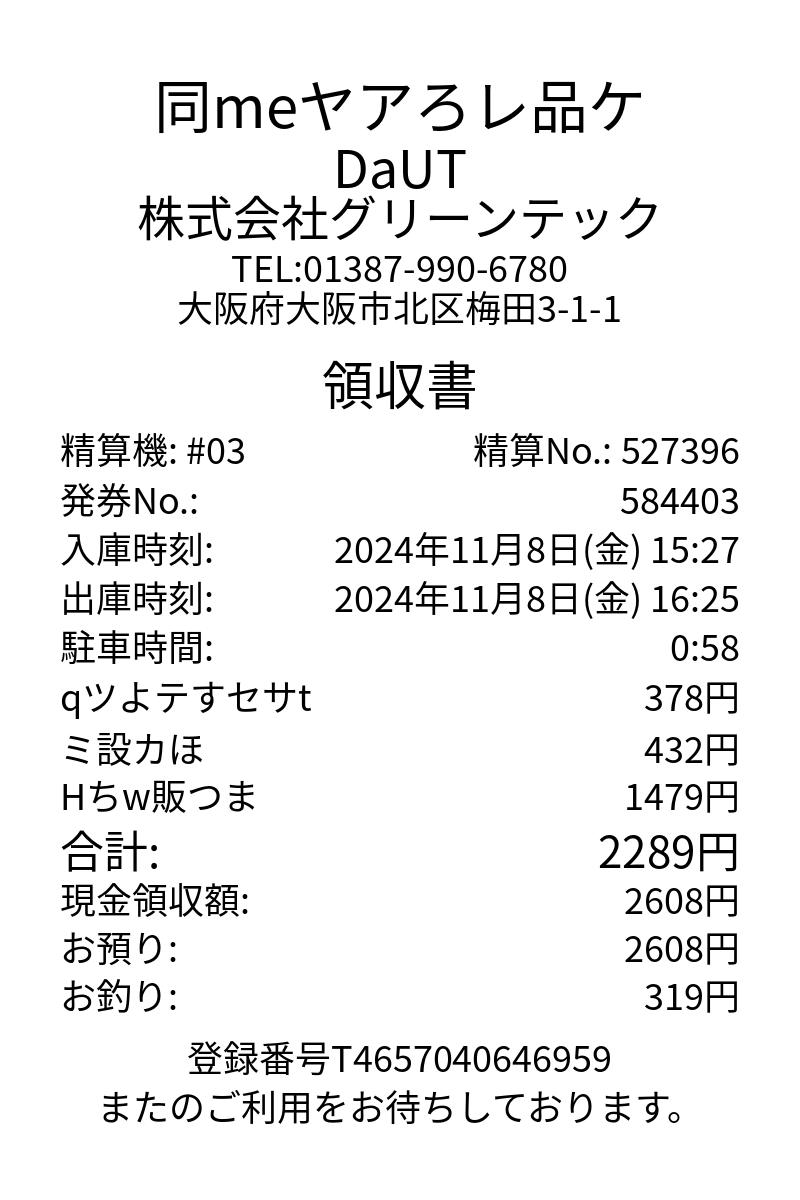 同meヤアろレ品ケ
DaUT
株式会社グリーンテック
TEL:01387-990-6780
大阪府大阪市北区梅田3-1-1
領収書
精算機: #03 精算No.: 527396
発券No.: 584403
入庫時刻: 2024年11月8日(金) 15:27
出庫時刻: 2024年11月8日(金) 16:25
駐車時間: 0:58
qツよテすセサt 378円
ミ設カほ 432円
Hちw販つま 1479円
合計: 2289円
現金領収額: 2608円
お預り: 2608円
お釣り: 319円
登録番号T4657040646959
またのご利用をお待ちしております。